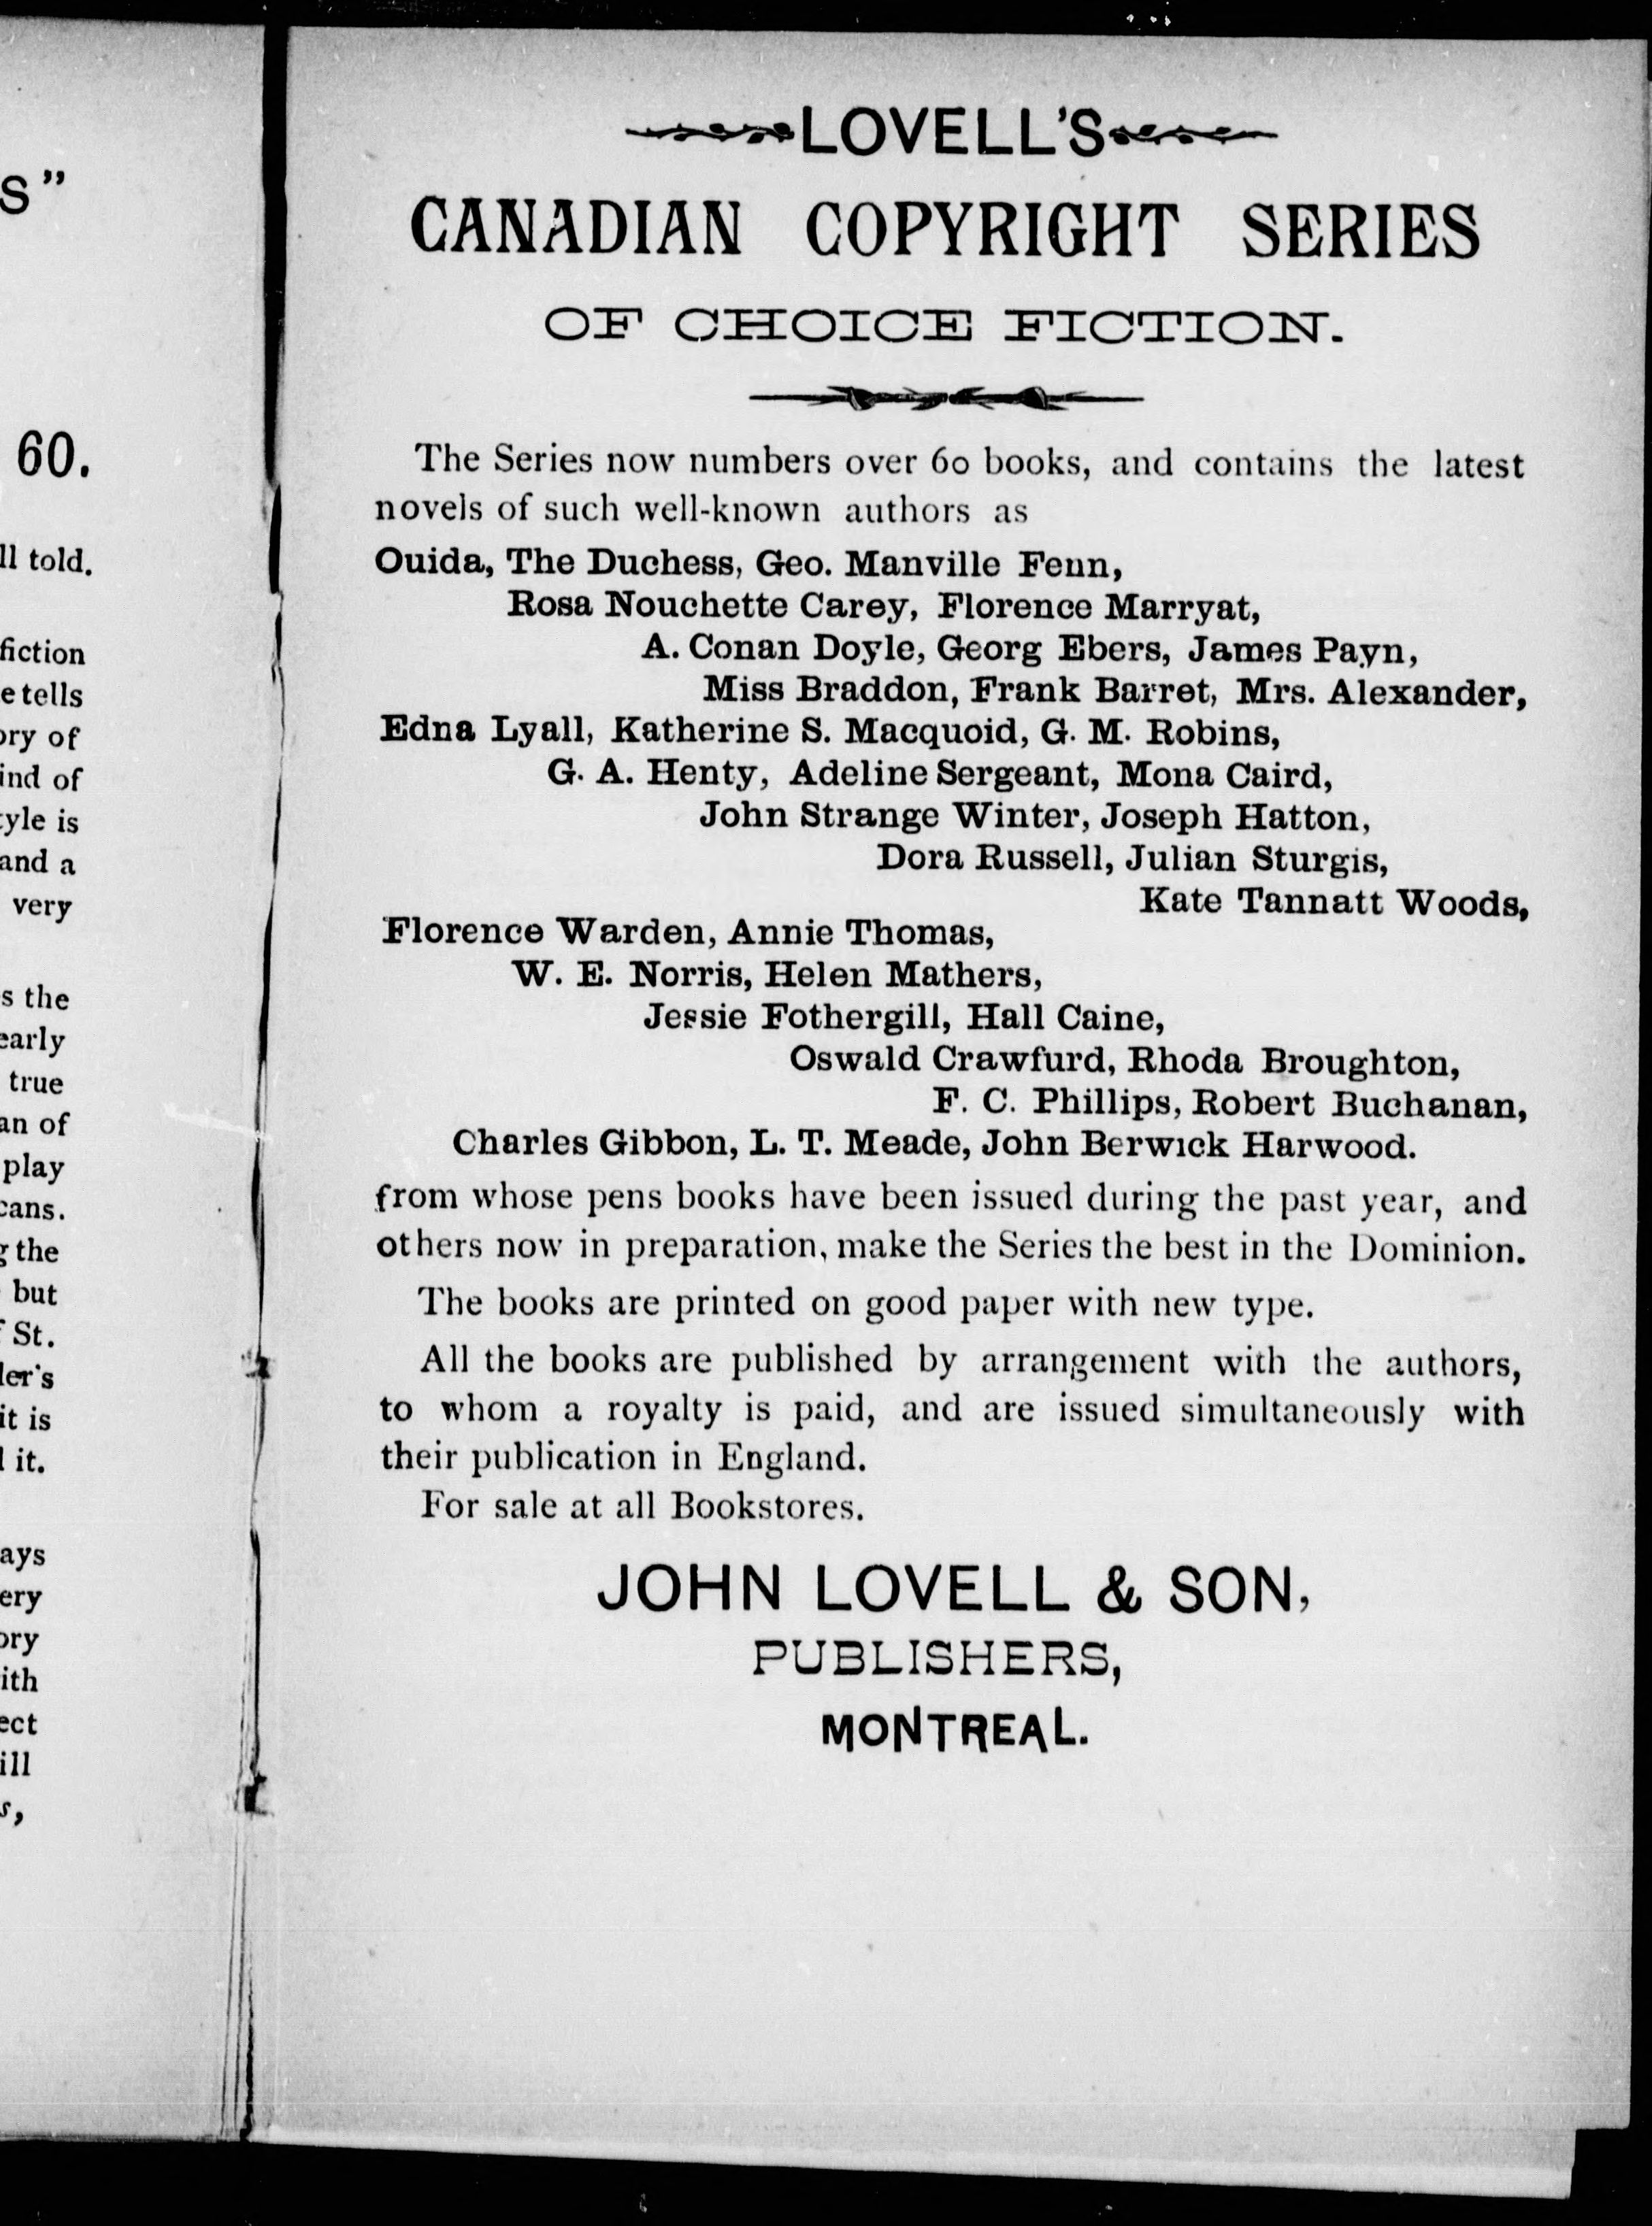 S"
60.
ll told.
fiction
e tells
ory of
ind of
yle is
and a
very
s the
early
true
an of
play
cans.
g the
but
St.
ler's
it is
it.
ays
ery
ory
ith
ect
ill
s,
LOVELL'S
CANADIAN COPYRIGHT SERIES
OF CHOICE FICTION.
The Series now numbers over 60 books, and contains the latest
novels of such well-known authors as
Ouida, The Duchess, Geo. Manville Fenn,
Rosa Nouchette Carey, Florence Marryat,
A. Conan Doyle, Georg Ebers, James Payn,
Miss Braddon, Frank Barret, Mrs. Alexander,
Edna Lyall, Katherine S. Macquoid, G. M. Robins,
G. A. Henty, Adeline Sergeant, Mona Caird,
John Strange Winter, Joseph Hatton,
Dora Russell, Julian Sturgis,
Kate Tannatt Woods,
Florence Warden, Annie Thomas,
W. E. Norris, Helen Mathers,
Jessie Fothergill, Hall Caine,
Oswald Crawfurd, Rhoda Broughton,
F. C. Phillips, Robert Buchanan,
Charles Gibbon, L. T. Meade, John Berwick Harwood.
from whose pens books have been issued during the past year, and
others now in preparation, make the Series the best in the Dominion.
The books are printed on good paper with new type.
All the books are published by arrangement with the authors,
to whom a royalty is paid, and are issued simultaneously with
their publication in England.
For sale at all Bookstores.
JOHN LOVELL & SON,
PUBLISHERS,
MONTREAL.